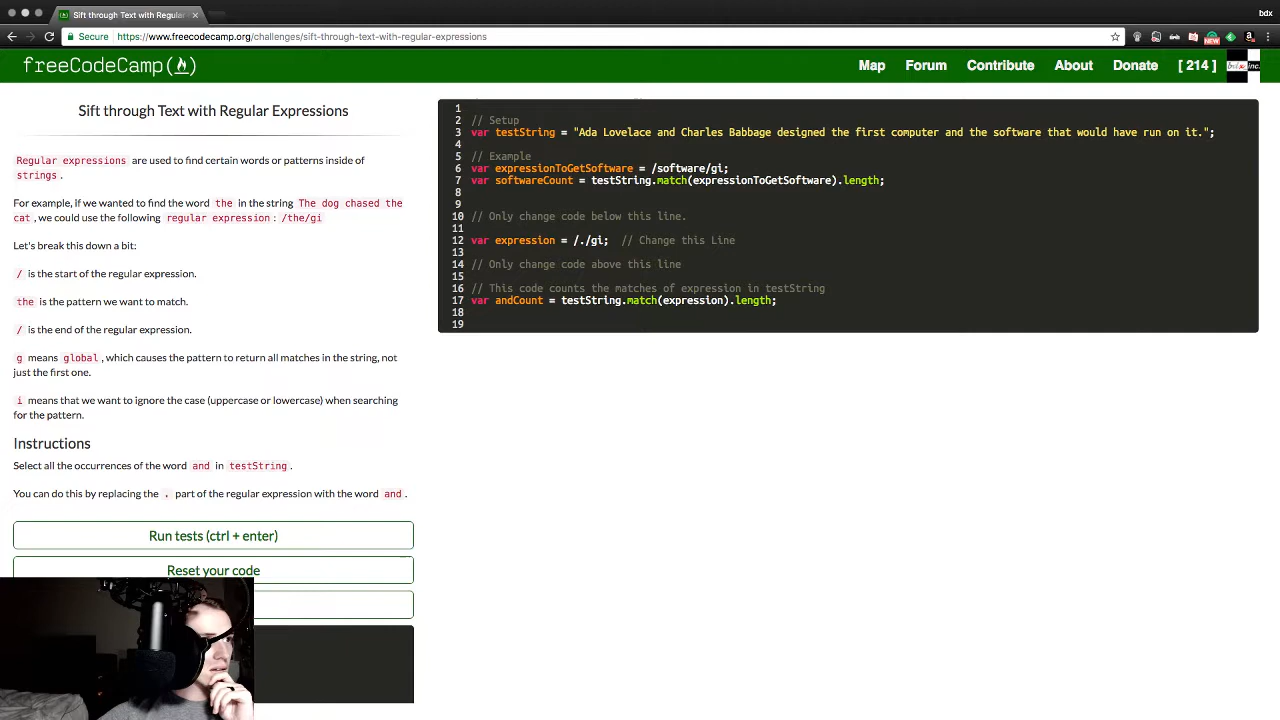 Sift through Text with Regular
bdx
Secure https://www.freecodecamp.org/challenges/sift-through-text-with-regular-expressions
NEW
freeCodeCamp
Map Forum Contribute About Donate [ 214 ]
inc.
Sift through Text with Regular Expressions
Regular expressions are used to find certain words or patterns inside of
strings.
For example, if we wanted to find the word the in the string The dog chased the
cat, we could use the following regular expression: /the/gi
Let's break this down a bit:
/ is the start of the regular expression.
the is the pattern we want to match.
/ is the end of the regular expression.
g means global, which causes the pattern to return all matches in the string, not
just the first one.
i means that we want to ignore the case (uppercase or lowercase) when searching
for the pattern.
Instructions
Select all the occurrences of the word and in testString.
You can do this by replacing the . part of the regular expression with the word and.
Run tests (ctrl + enter)
Reset your code
1
2 // Setup
3 var testString = "Ada Lovelace and Charles Babbage designed the first computer and the software that would have run on it.";
4
5 // Example
6 var expressionToGetSoftware = /software/gi;
7 var softwareCount = testString.match(expressionToGetSoftware).length;
8
9
10 // Only change code below this line.
11
12 var expression = /./gi; // Change this Line
13
14 // Only change code above this line
15
16 // This code counts the matches of expression in testString
17 var andCount = testString.match(expression).length;
18
19